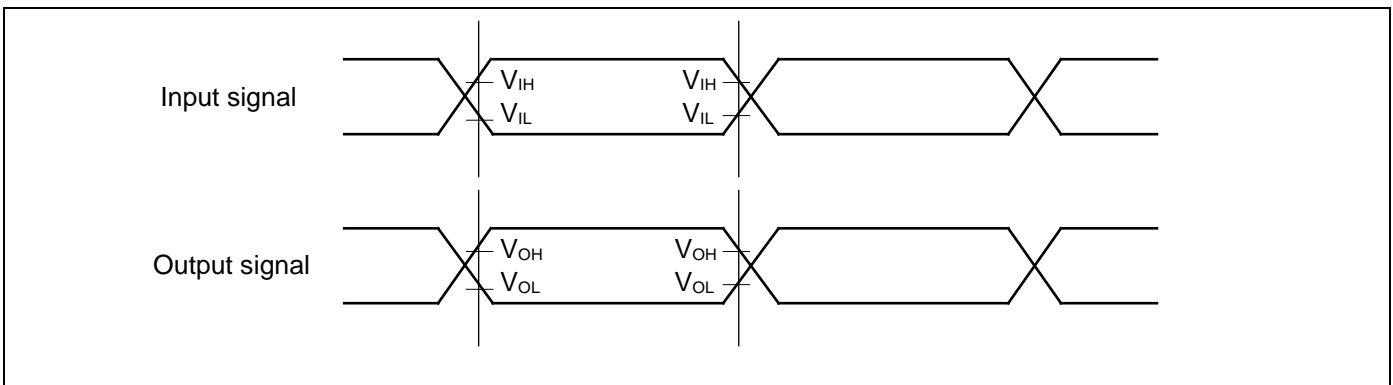 Input signal
VIH
VIL
VIH
VIL
Output signal
VOH
VOL
VOH
VOL